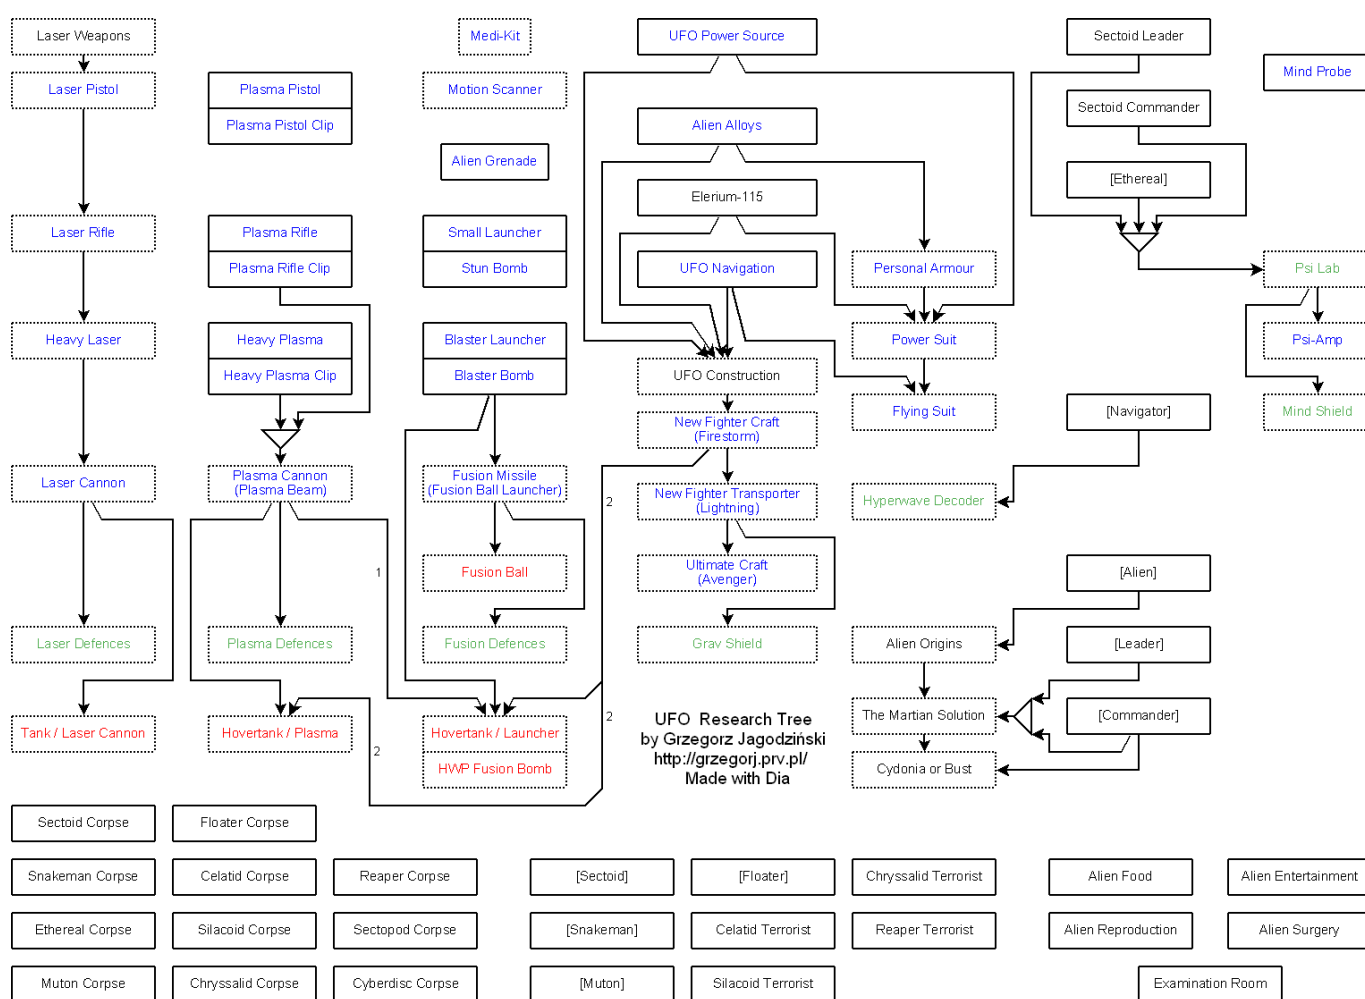 Laser Weapons
Medi-Kit
UFO Power Source
Sectoid Leader
Mind Probe
Laser Pistol
Plasma Pistol
Plasma Pistol Clip
Motion Scanner
Sectoid Commander
Alien Alloys
Alien Grenade
[Ethereal]
Elerium-115
Laser Rifle
Plasma Rifle
Plasma Rifle Clip
Small Launcher
Stun Bomb
UFO Navigation
Personal Armour
Psi Lab
Heavy Laser
Heavy Plasma
Heavy Plasma Clip
Blaster Launcher
Blaster Bomb
Power Suit
Psi-Amp
UFO Construction
New Fighter Craft
(Firestorm)
Flying Suit
[Navigator]
Mind Shield
Laser Cannon
Plasma Cannon
(Plasma Beam)
Fusion Missile
(Fusion Ball Launcher)
2
New Fighter Transporter
(Lightning)
Hyperwave Decoder
1
Fusion Ball
Ultimate Craft
(Avenger)
[Alien]
Laser Defences
Plasma Defences
Fusion Defences
Grav Shield
Alien Origins
[Leader]
Tank / Laser Cannon
Hovertank / Plasma
2
Hovertank / Launcher
HWP Fusion Bomb
2
UFO Research Tree
by Grzegorz Jagodziński
http://grzegorj.prv.pl/
Made with Dia
The Martian Solution
[Commander]
Cydonia or Bust
Sectoid Corpse
Floater Corpse
Snakeman Corpse
Celatid Corpse
Reaper Corpse
[Sectoid]
[Floater]
Chryssalid Terrorist
Alien Food
Alien Entertainment
Ethereal Corpse
Silacoid Corpse
Sectopod Corpse
[Snakeman]
Celatid Terrorist
Reaper Terrorist
Alien Reproduction
Alien Surgery
Muton Corpse
Chryssalid Corpse
Cyberdisc Corpse
[Muton]
Silacoid Terrorist
Examination Room